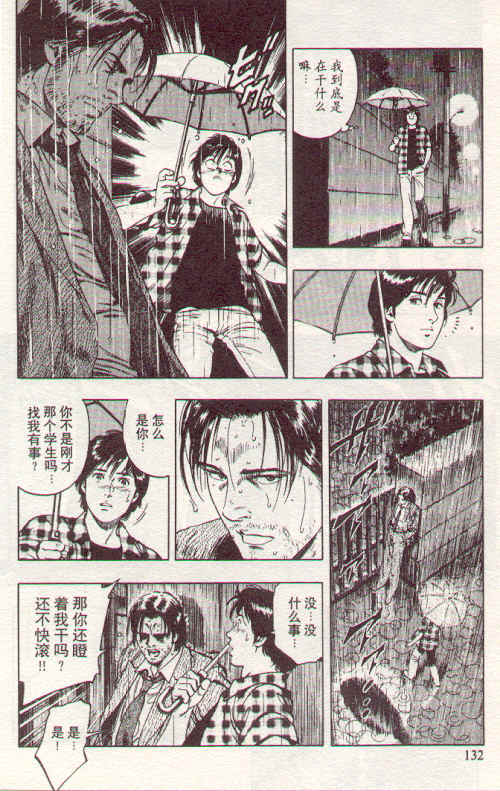 我到底是
在干什么
嘛…
怎么
是你…
你不是刚才
那个学生吗…
找我有事？
没…没
什么事…
那你还瞪
着我干吗？
还不快滚!!
是…
是！
132